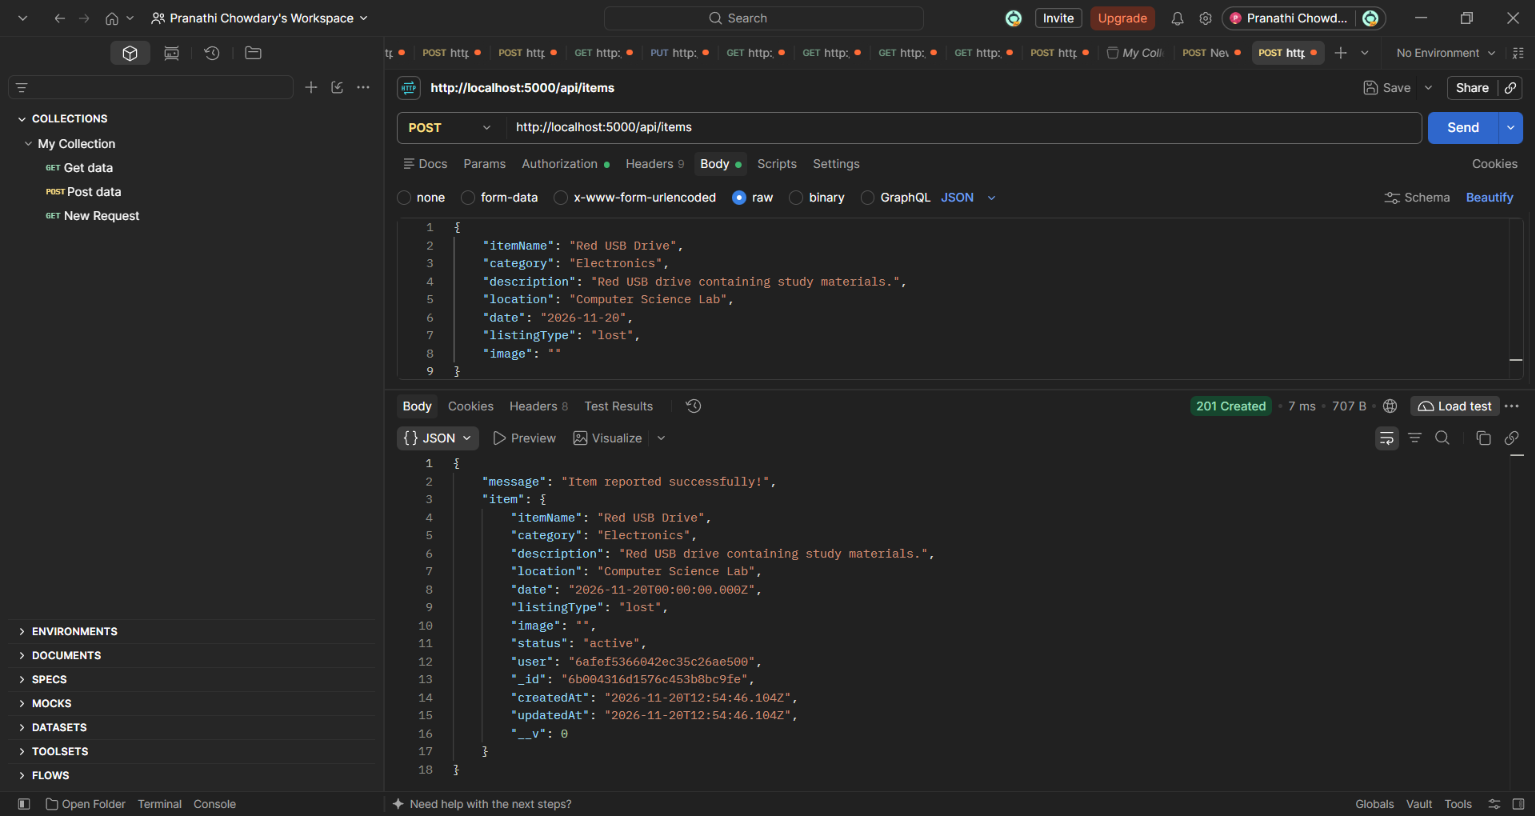 Pranathi Chowdary's Workspace
Search
Invite
Upgrade
Pranathi Chowd...
POST http
POST http
GET http:
PUT http:
GET http:
GET http:
GET http:
GET http:
POST http
My Coll
POST Nev
POST http
No Environment
HTTP http://localhost:5000/api/items
Save
Share
COLLECTIONS
My Collection
GET Get data
POST Post data
GET New Request
POST http://localhost:5000/api/items
Send
Docs Params Authorization Headers 9 Body Scripts Settings Cookies
none form-data x-www-form-urlencoded raw binary GraphQL JSON Schema Beautify
1 {
2 "itemName": "Red USB Drive",
3 "category": "Electronics",
4 "description": "Red USB drive containing study materials.",
5 "location": "Computer Science Lab",
6 "date": "2026-11-20",
7 "listingType": "lost",
8 "image": ""
9 }
Body Cookies Headers 8 Test Results 201 Created • 7 ms • 707 B • Load test
{} JSON Preview Visualize
1 {
2 "message": "Item reported successfully!",
3 "item": {
4 "itemName": "Red USB Drive",
5 "category": "Electronics",
6 "description": "Red USB drive containing study materials.",
7 "location": "Computer Science Lab",
8 "date": "2026-11-20T00:00:00.000Z",
9 "listingType": "lost",
10 "image": "",
11 "status": "active",
12 "user": "6afef5366042ec35c26ae500",
13 "_id": "6b004316d1576c453b8bc9fe",
14 "createdAt": "2026-11-20T12:54:46.104Z",
15 "updatedAt": "2026-11-20T12:54:46.104Z",
16 "__v": 0
17 }
18 }
ENVIRONMENTS
DOCUMENTS
SPECS
MOCKS
DATASETS
TOOLSETS
FLOWS
Open Folder Terminal Console
Need help with the next steps?
Globals Vault Tools